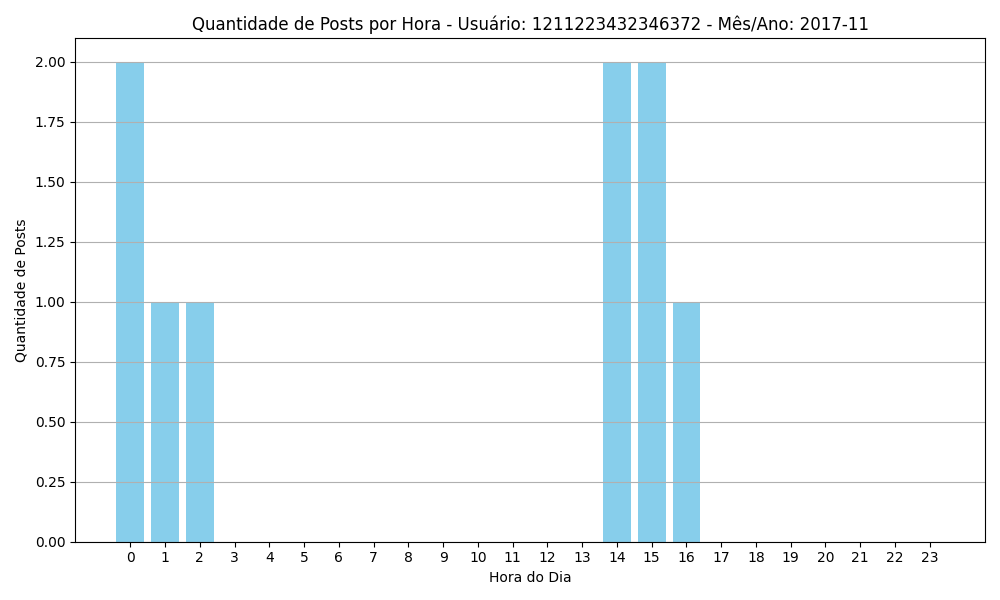 Quantidade de Posts por Hora - Usuário: 1211223432346372 - Mês/Ano: 2017-11
Quantidade de Posts
2.00
1.75
1.50
1.25
1.00
0.75
0.50
0.25
0.00
0 1 2 3 4 5 6 7 8 9 10 11 12 13 14 15 16 17 18 19 20 21 22 23
Hora do Dia